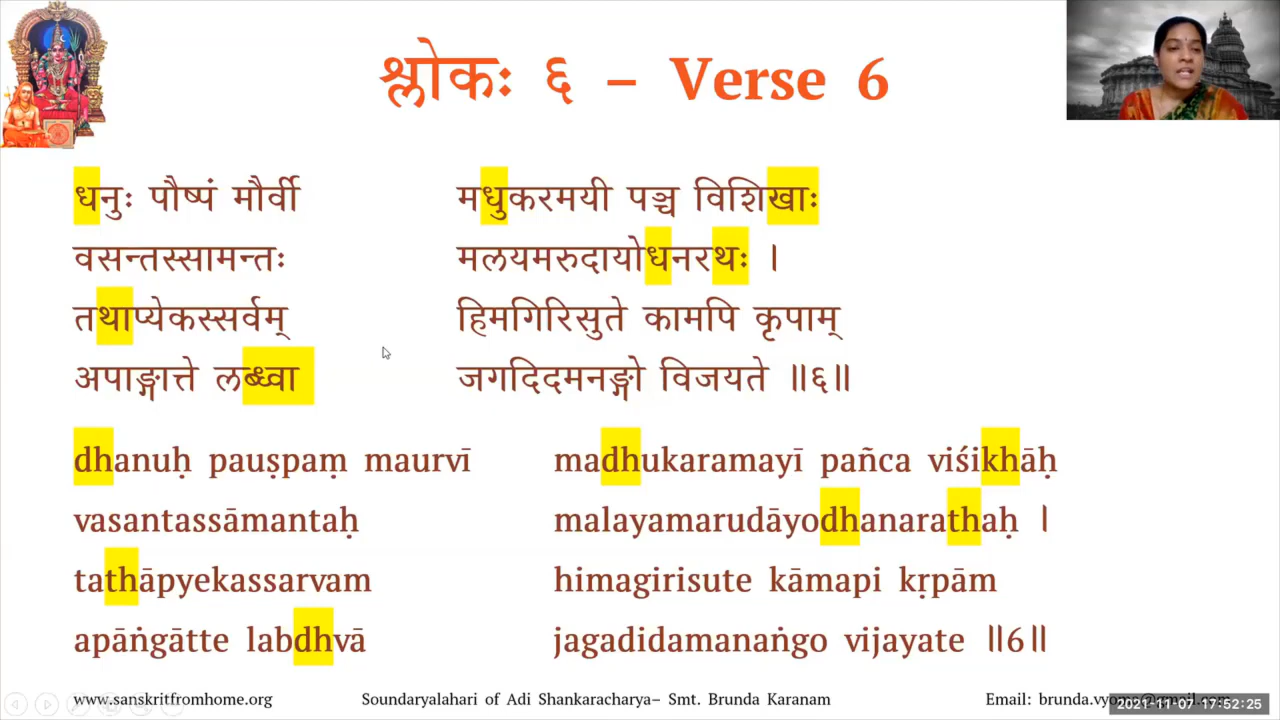 श्लोकः ६ – Verse 6
धनुः पौष्पं मौर्वी मधुकरमयी पञ्च विशिखाः
वसन्तस्सामन्तः मलयमरुदायोधनरथः ।
तथाप्येकस्सर्वम् हिमगिरिसुते कामपि कृपाम्
अपाङ्गात्ते लब्ध्वा जगदिदमनङ्गो विजयते ॥६॥
dhanuḥ pauṣpaṃ maurvī madhukaramayī pañca viśikhāḥ
vasantassāmantaḥ malayamarudāyodhanarathaḥ ।
tathāpyekassarvam himagirisute kāmapi kṛpām
apāṅgātte labdhvā jagadidamanaṅgo vijayate ॥6॥
www.sanskritfromhome.org Soundaryalahari of Adi Shankaracharya– Smt. Brunda Karanam Email:
2021-11-07 17:52:25